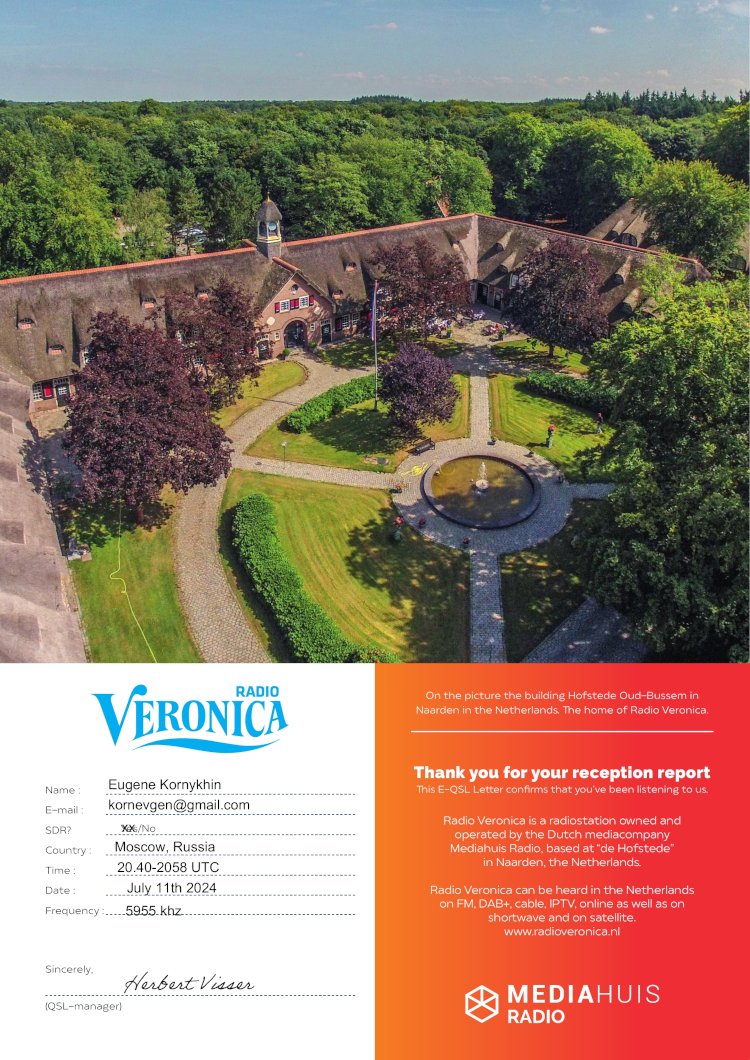 RADIO
VERONICA
Name :
Eugene Kornykhin
E-mail :
kornevgen@gmail.com
SDR?
XX/No
Country :
Moscow, Russia
Time :
20.40-2058 UTC
Date :
July 11th 2024
Frequency :
5955 khz
Sincerely,
Herbert Visser
(QSL-manager)
On the picture the building Hofstede Oud-Bussem in
Naarden in the Netherlands. The home of Radio Veronica.
Thank you for your reception report
This E-QSL Letter confirms that you've been listening to us.
Radio Veronica is a radiostation owned and
operated by the Dutch mediacompany
Mediahuis Radio, based at "de Hofstede"
in Naarden, the Netherlands.
Radio Veronica can be heard in the Netherlands
on FM, DAB+, cable, IPTV, online as well as on
shortwave and on satellite.
www.radioveronica.nl
MEDIAHUIS
RADIO